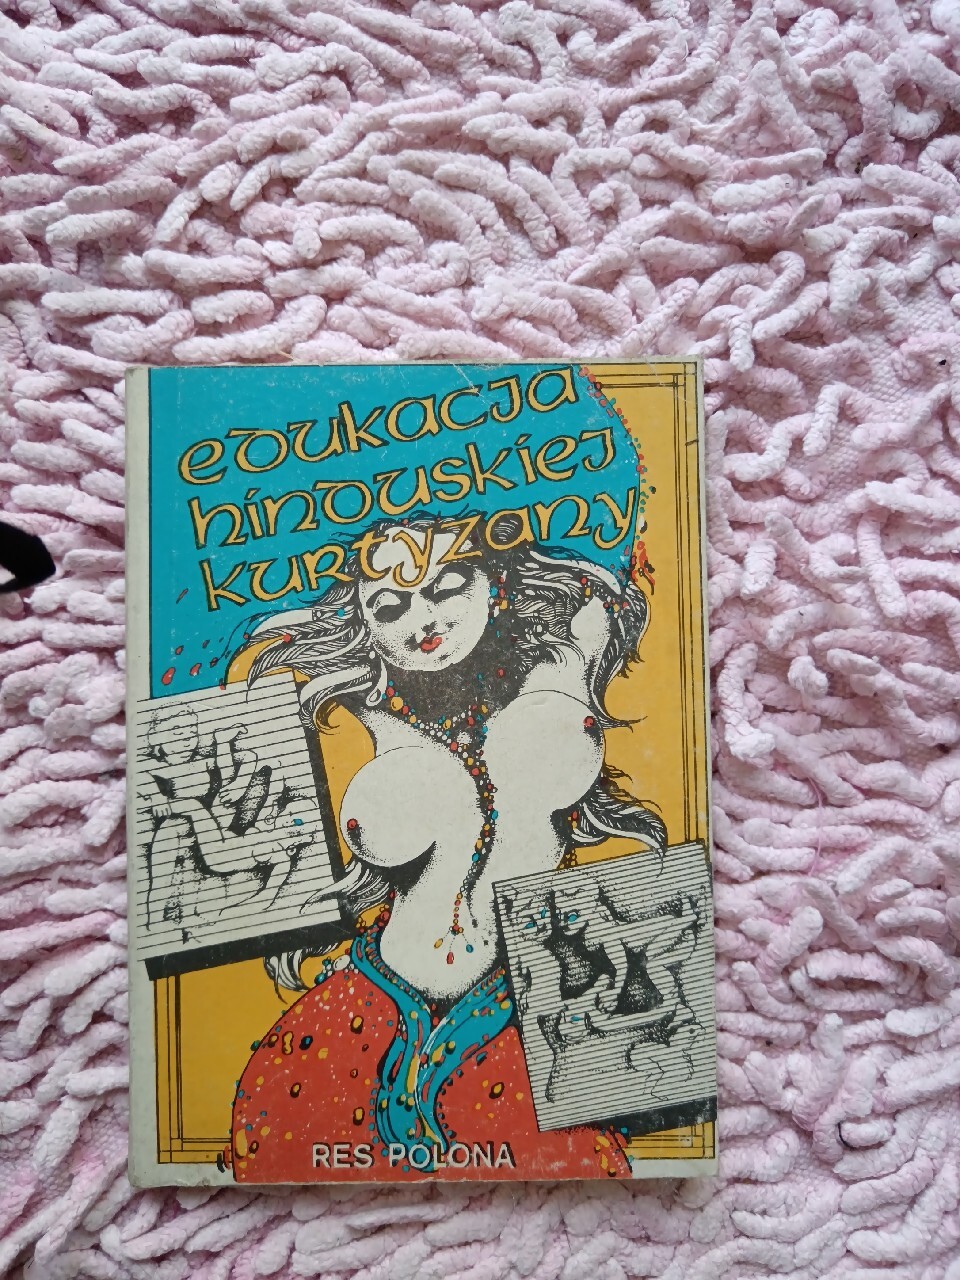 edukacja
hinduskiej
kurtyzany
RES POLONA